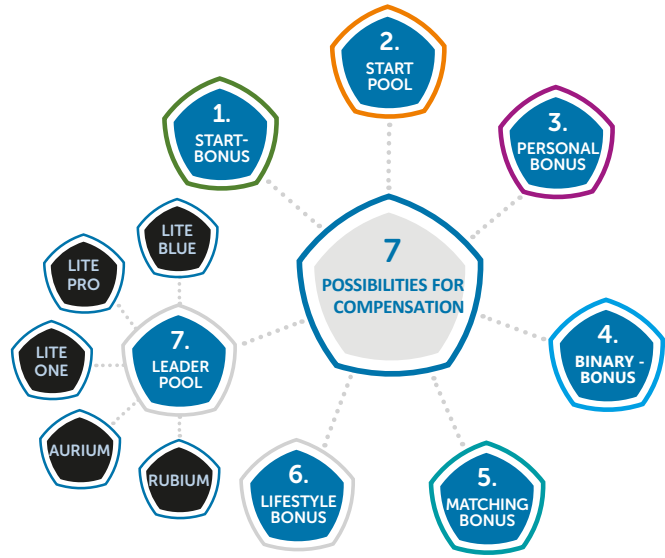 7
POSSIBILITIES FOR
COMPENSATION
1.
START-
BONUS
2.
START
POOL
3.
PERSONAL
BONUS
4.
BINARY -
BONUS
5.
MATCHING
BONUS
6.
LIFESTYLE
BONUS
7.
LEADER
POOL
LITE
BLUE
LITE
PRO
LITE
ONE
AURIUM
RUBIUM